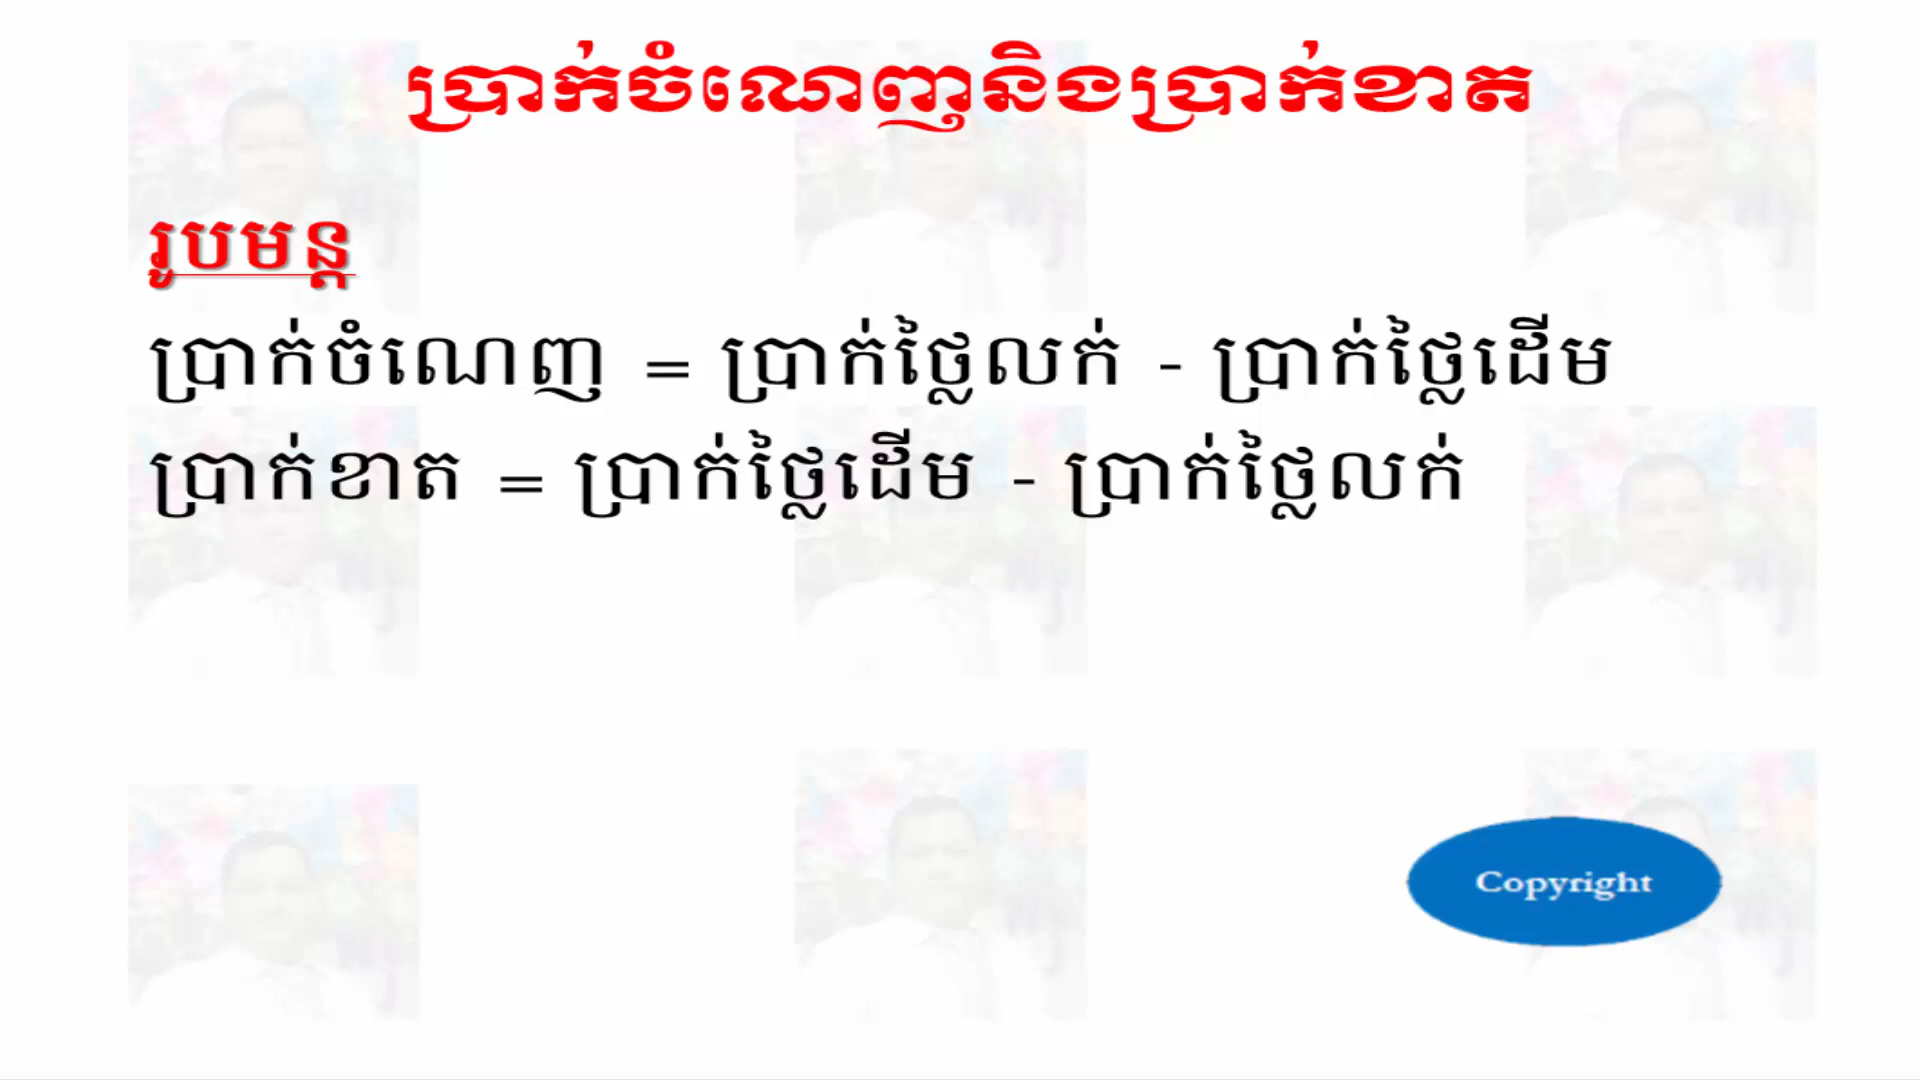 ប្រាក់ចំណេញនិងប្រាក់ខាត
រូបមន្ត
ប្រាក់ចំណេញ = ប្រាក់ថ្លៃលក់ - ប្រាក់ថ្លៃដើម
ប្រាក់ខាត = ប្រាក់ថ្លៃដើម - ប្រាក់ថ្លៃលក់
Copyright